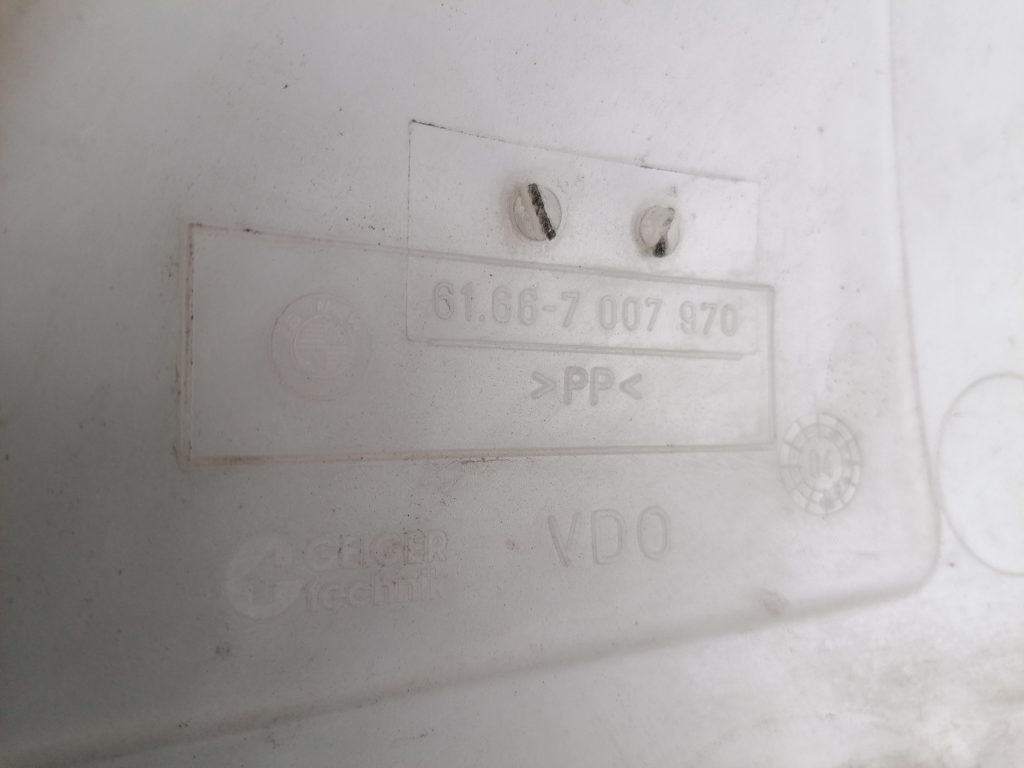 61.66-7 007 970
>PP<
VDO
GEIGER
technik